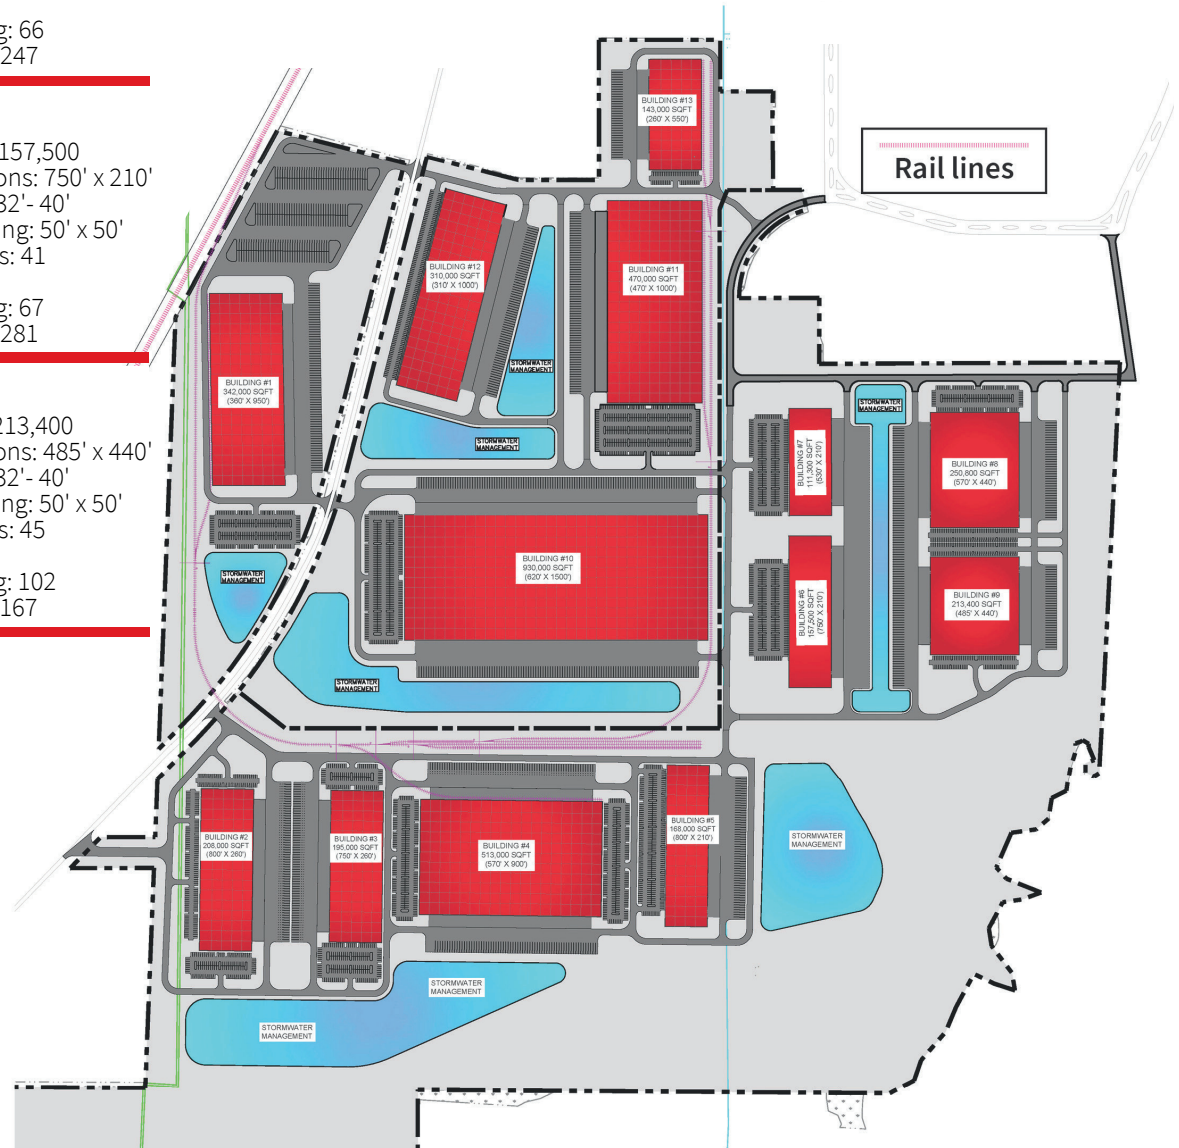 g: 66
247
157,500
ons: 750' x 210'
32'- 40'
ng: 50' x 50'
s: 41
g: 67
281
213,400
ons: 485' x 440'
32'- 40'
ng: 50' x 50'
s: 45
g: 102
167
Rail lines
BUILDING #13
143,000 SQFT
(260' X 550')
BUILDING #12
310,000 SQFT
(310' X 1000')
BUILDING #11
470,000 SQFT
(470' X 1000')
STORMWATER
MANAGEMENT
BUILDING #1
342,000 SQFT
(360' X 950')
STORMWATER
MANAGEMENT
STORMWATER
MANAGEMENT
BUILDING #7
111,300 SQFT
(530' X 210')
BUILDING #8
250,800 SQFT
(570' X 440')
BUILDING #10
930,000 SQFT
(620' X 1500')
STORMWATER
MANAGEMENT
BUILDING #6
157,500 SQFT
(750' X 210')
BUILDING #9
213,400 SQFT
(485' X 440')
STORMWATER
MANAGEMENT
BUILDING #2
208,000 SQFT
(800' X 260')
BUILDING #3
195,000 SQFT
(750' X 260')
BUILDING #4
513,000 SQFT
(570' X 900')
BUILDING #5
168,000 SQFT
(800' X 210')
STORMWATER
MANAGEMENT
STORMWATER
MANAGEMENT
STORMWATER
MANAGEMENT